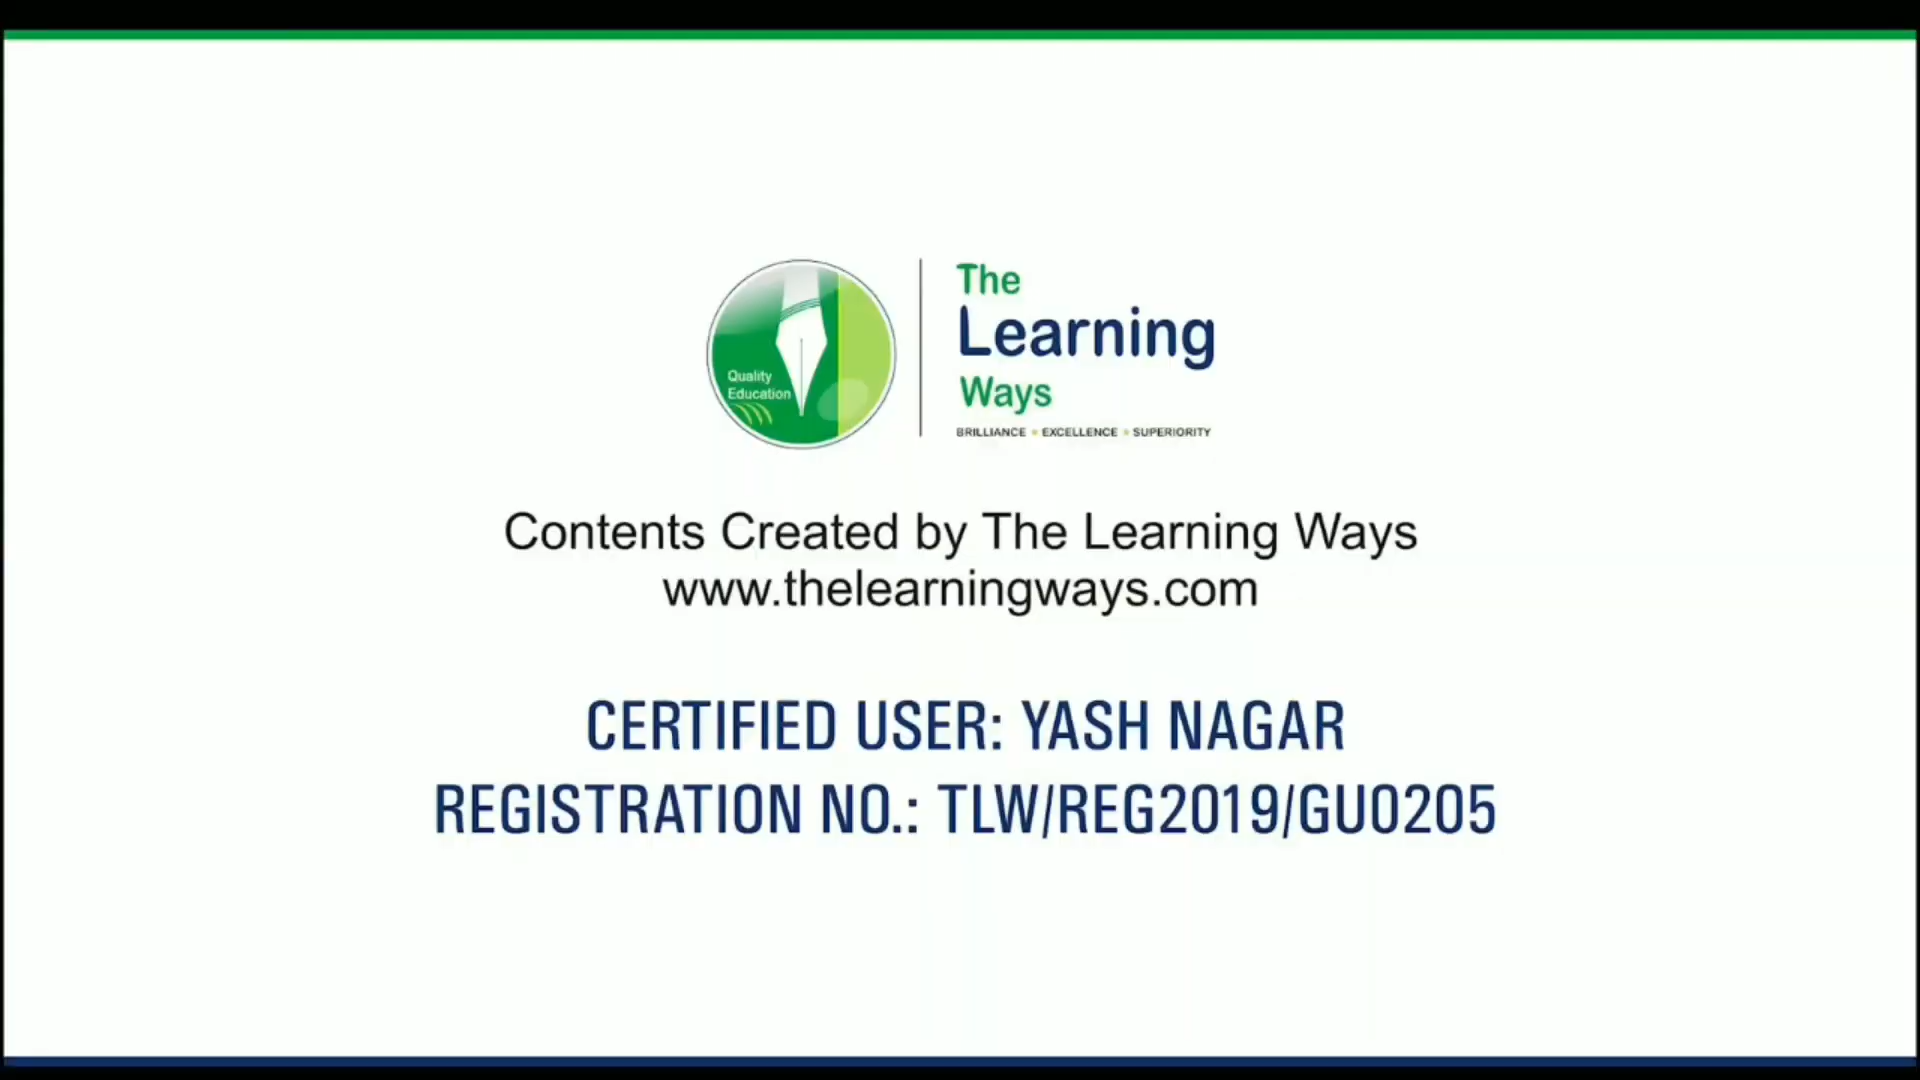 Quality
Education
The
Learning
Ways
BRILLIANCE • EXCELLENCE • SUPERIORITY
Contents Created by The Learning Ways
www.thelearningways.com
CERTIFIED USER: YASH NAGAR
REGISTRATION NO.: TLW/REG2019/GU0205